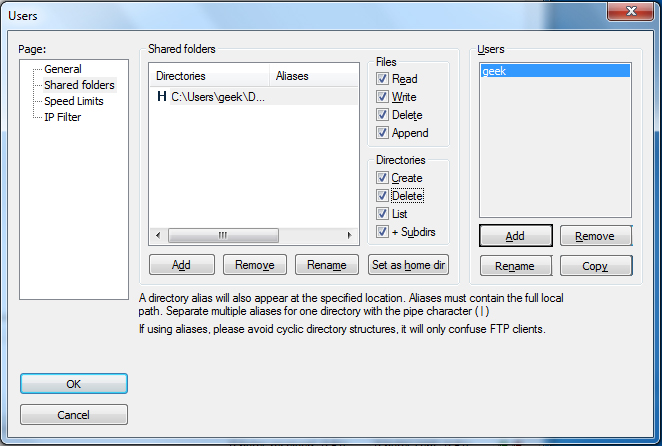 Users
Page:
General
Shared folders
Speed Limits
IP Filter
Shared folders
Directories Aliases
H C:\Users\geek\D...
Add Remove Rename Set as home dir
Files
Read
Write
Delete
Append
Directories
Create
Delete
List
+ Subdirs
Users
geek
Add Remove
Rename Copy
A directory alias will also appear at the specified location. Aliases must contain the full local
path. Separate multiple aliases for one directory with the pipe character (|)
If using aliases, please avoid cyclic directory structures, it will only confuse FTP clients.
OK
Cancel